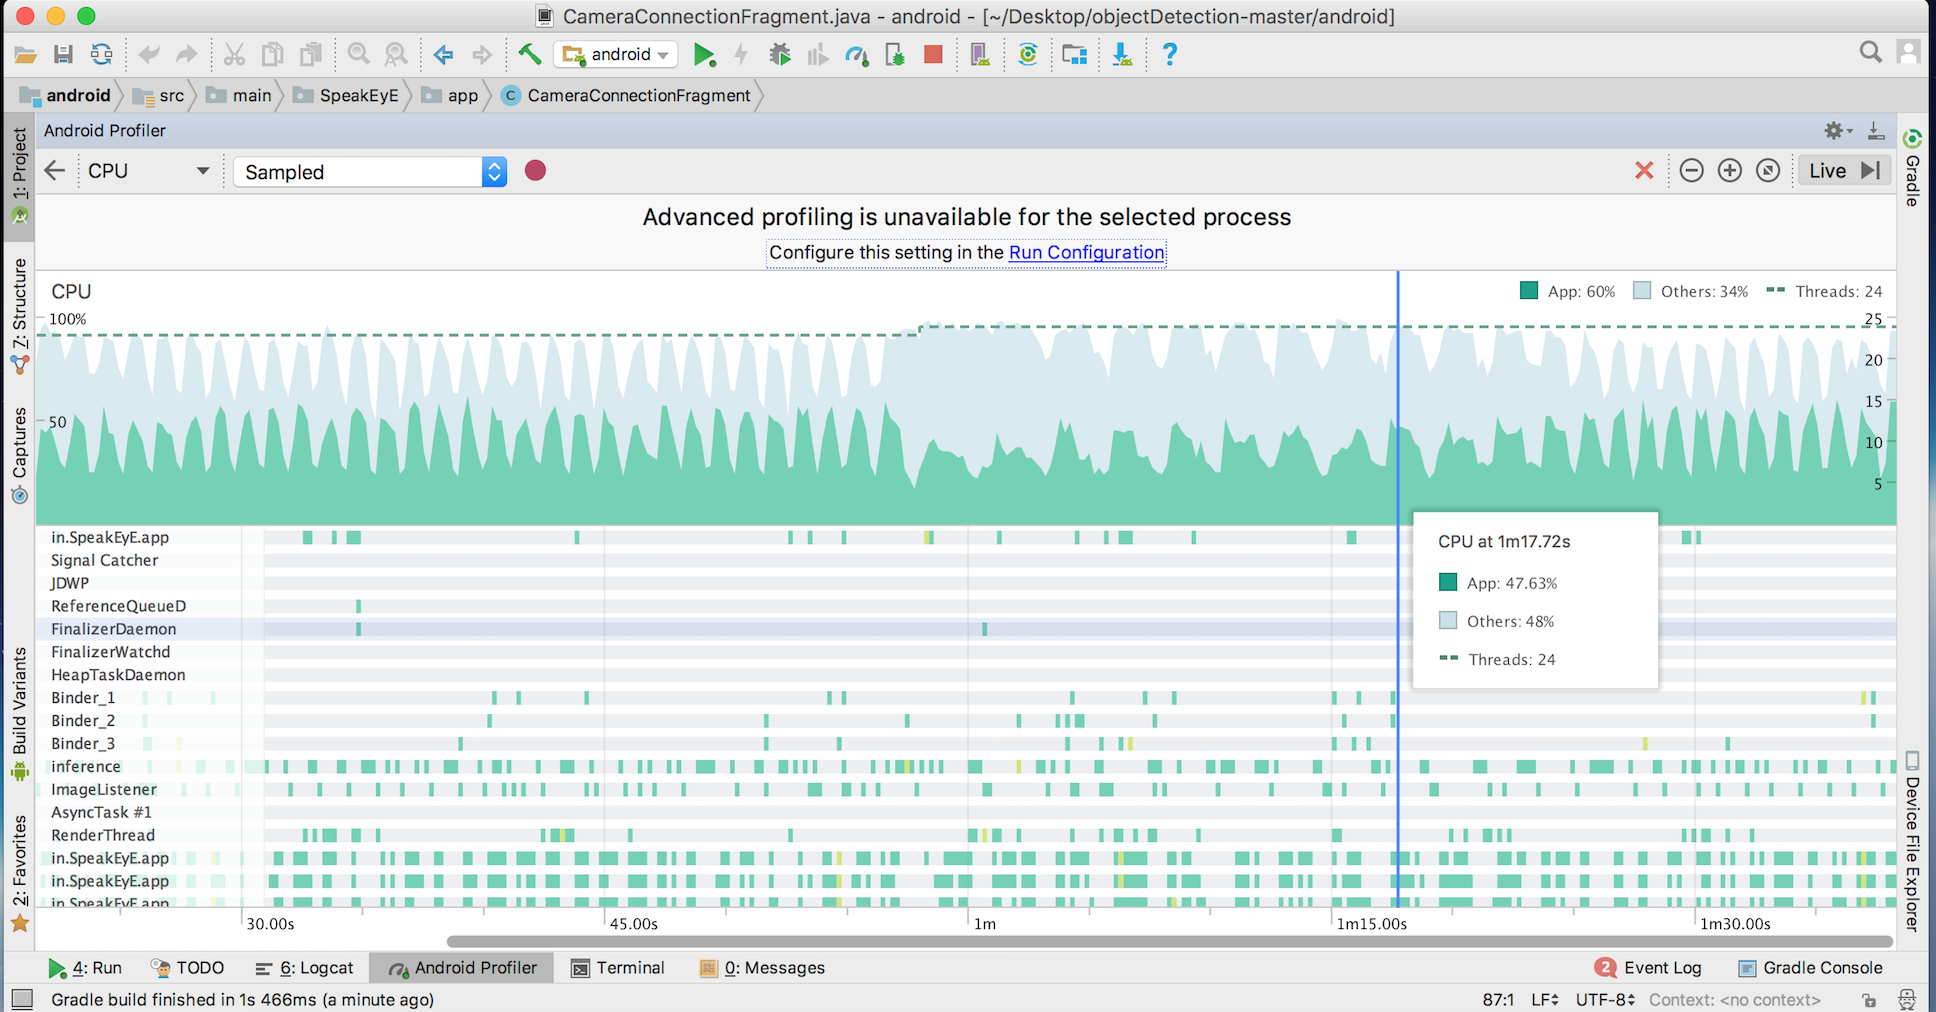 CameraConnectionFragment.java - android - [~/Desktop/objectDetection-master/android]
android
android src main SpeakEyE app C CameraConnectionFragment
Android Profiler
CPU Sampled Live
Advanced profiling is unavailable for the selected process
Configure this setting in the Run Configuration
CPU App: 60% Others: 34% Threads: 24
100% 25
20
15
50
10
5
CPU at 1m17.72s
App: 47.63%
Others: 48%
Threads: 24
in.SpeakEyE.app
Signal Catcher
JDWP
ReferenceQueueD
FinalizerDaemon
FinalizerWatchd
HeapTaskDaemon
Binder_1
Binder_2
Binder_3
inference
ImageListener
AsyncTask #1
RenderThread
in.SpeakEyE.app
in.SpeakEyE.app
in.SpeakEyE.app
30.00s 45.00s 1m 1m15.00s 1m30.00s
1: Project
Z: Structure
Captures
Build Variants
2: Favorites
Gradle
Device File Explorer
4: Run TODO 6: Logcat Android Profiler Terminal 0: Messages 2 Event Log Gradle Console
Gradle build finished in 1s 466ms (a minute ago) 87:1 LF UTF-8 Context: <no context>